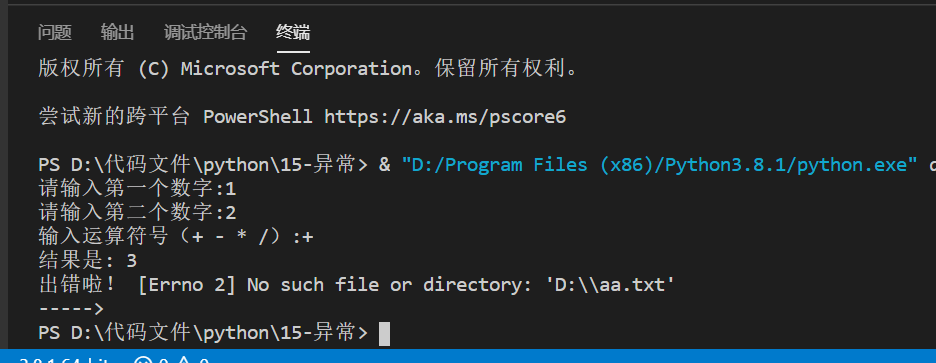 问题 输出 调试控制台 终端
版权所有 (C) Microsoft Corporation。保留所有权利。
尝试新的跨平台 PowerShell https://aka.ms/pscore6
PS D:\代码文件\python\15-异常> & "D:/Program Files (x86)/Python3.8.1/python.exe"
请输入第一个数字:1
请输入第二个数字:2
输入运算符号（+ - * /）:+
结果是: 3
出错啦！ [Errno 2] No such file or directory: 'D:\\aa.txt'
----->
PS D:\代码文件\python\15-异常>